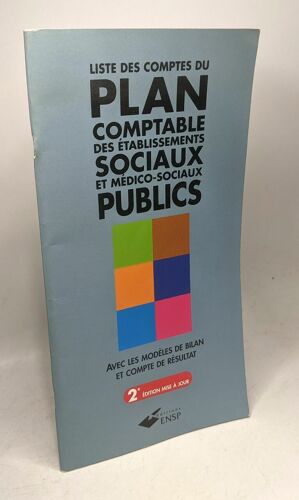 LISTE DES COMPTES DU
PLAN
COMPTABLE
DES ÉTABLISSEMENTS
SOCIAUX
ET MÉDICO-SOCIAUX
PUBLICS
AVEC LES MODÈLES DE BILAN
ET COMPTE DE RÉSULTAT
2e ÉDITION MISE À JOUR
éditions
ENSP